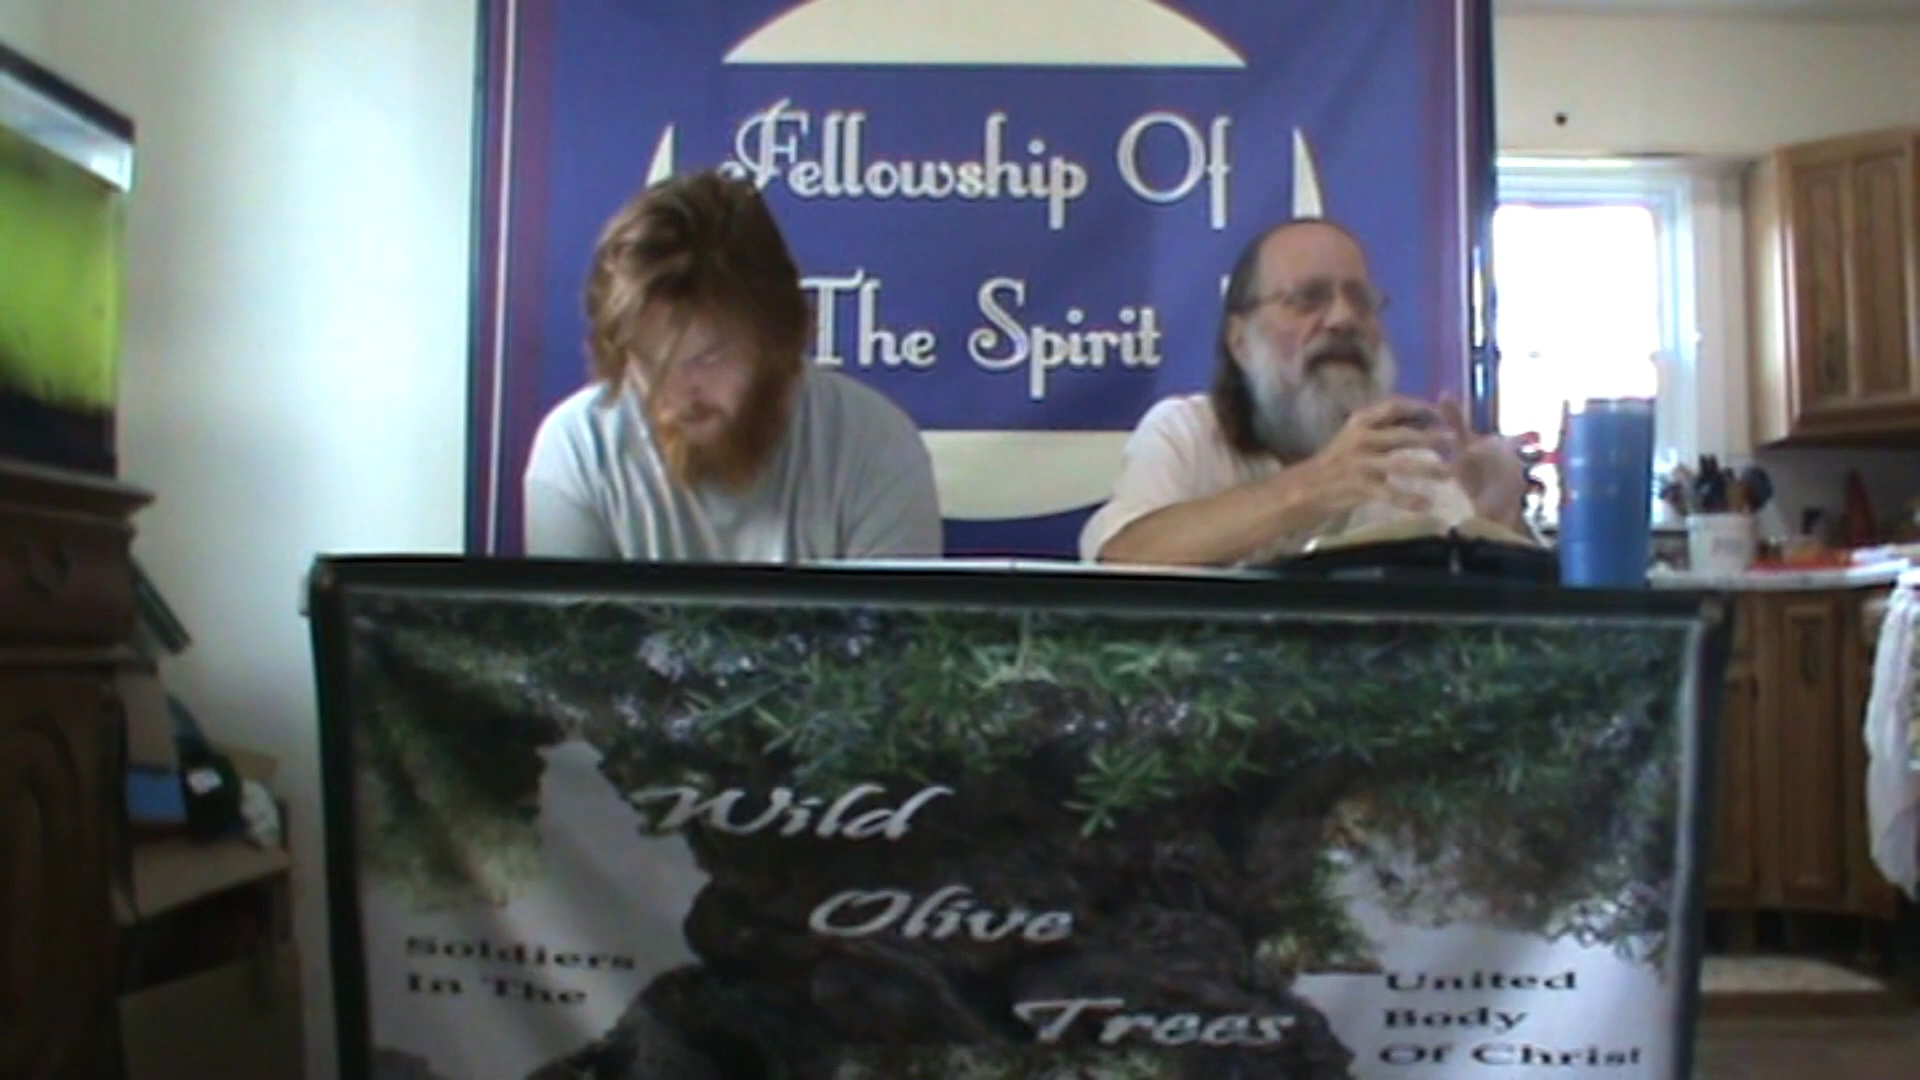 Fellowship Of
The Spirit
Wild
Olive
Trees
Soldiers
In The
United
Body
Of Christ